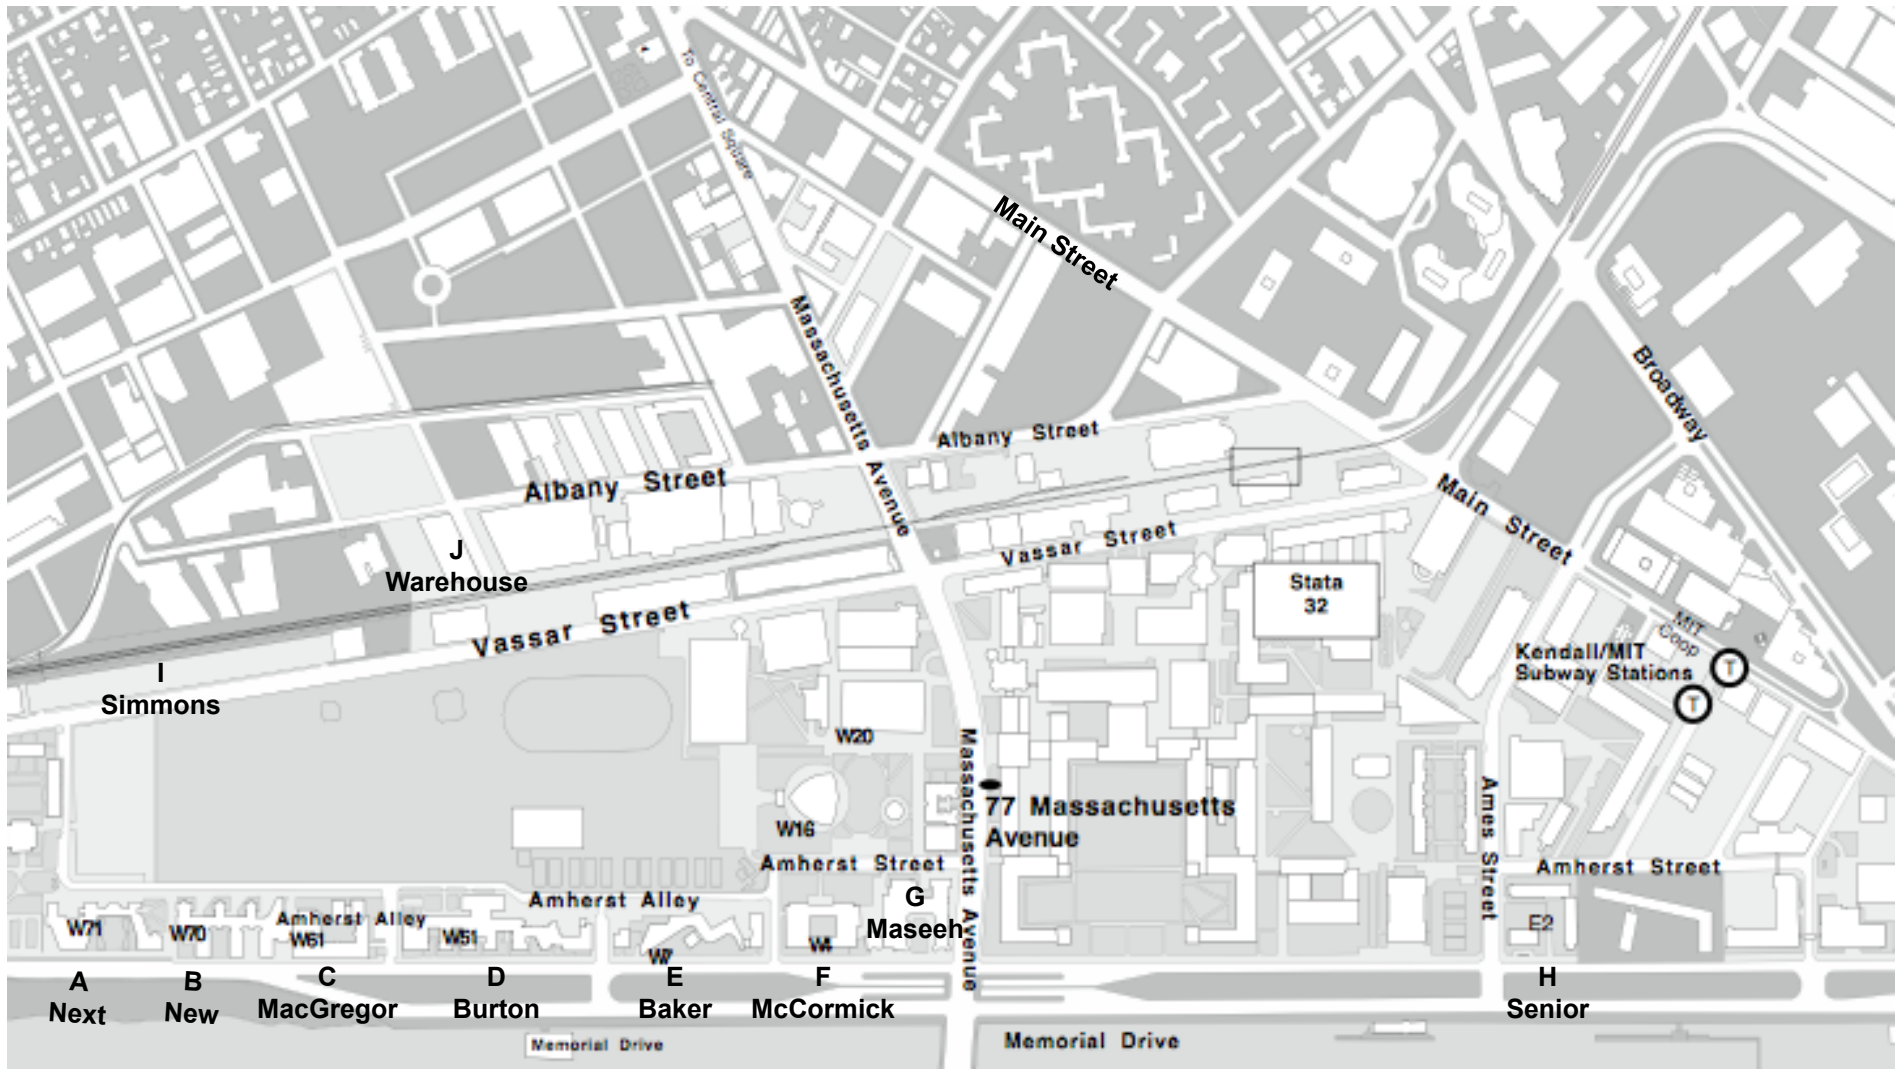 To Central Square
Main Street
Massachusetts Avenue
Broadway
Albany Street
Albany Street
Main Street
Vassar Street
J
Warehouse
Stata
32
Vassar Street
MIT
Coop
Kendall/MIT
Subway Stations
T
T
I
Simmons
W20
Massachusetts Avenue
77 Massachusetts
Avenue
Ames Street
W16
Amherst Street
Amherst Street
Amherst Alley
G
Maseeh
Amherst Alley
W71
W70
W61
W51
W7
W4
E2
A
Next
B
New
C
MacGregor
D
Burton
E
Baker
F
McCormick
H
Senior
Memorial Drive
Memorial Drive